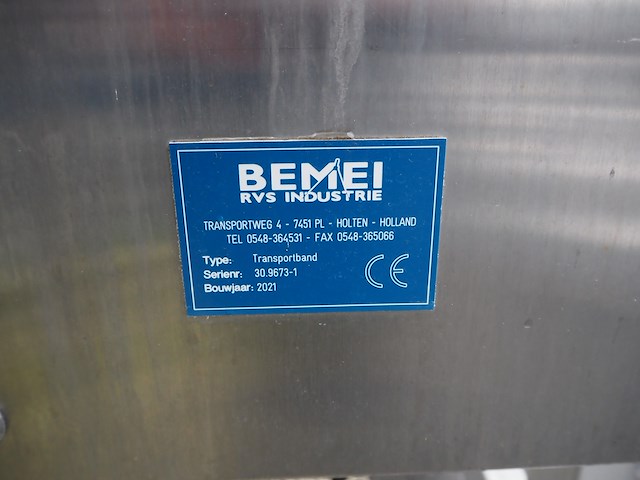 BEMEI
RVS INDUSTRIE
TRANSPORTWEG 4 - 7451 PL - HOLTEN - HOLLAND
TEL 0548-364531 - FAX 0548-365066
Type: Transportband
Serienr: 30.9673-1
Bouwjaar: 2021
CE